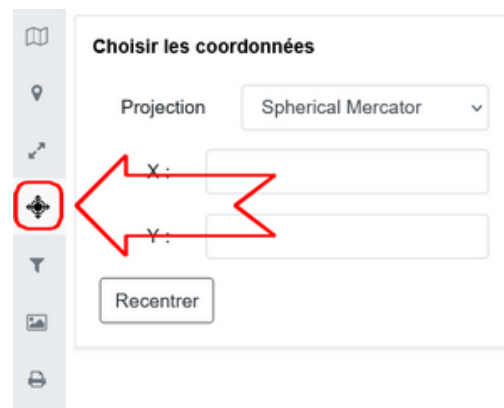 Choisir les coordonnées
Projection Spherical Mercator
X :
Y :
Recentrer